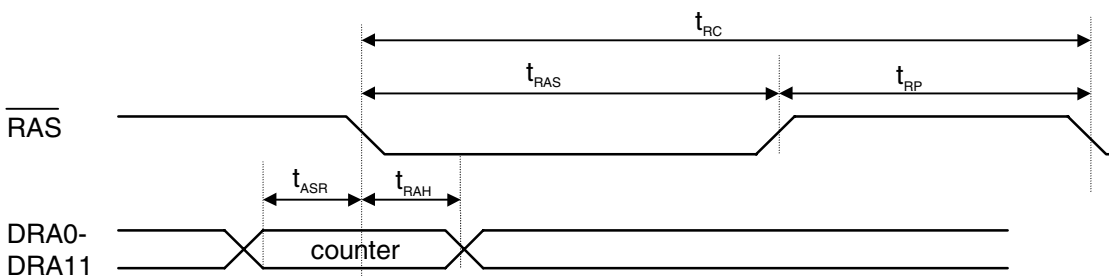 tRC
tRAS
tRP
RAS
tASR
tRAH
DRA0-
DRA11
counter